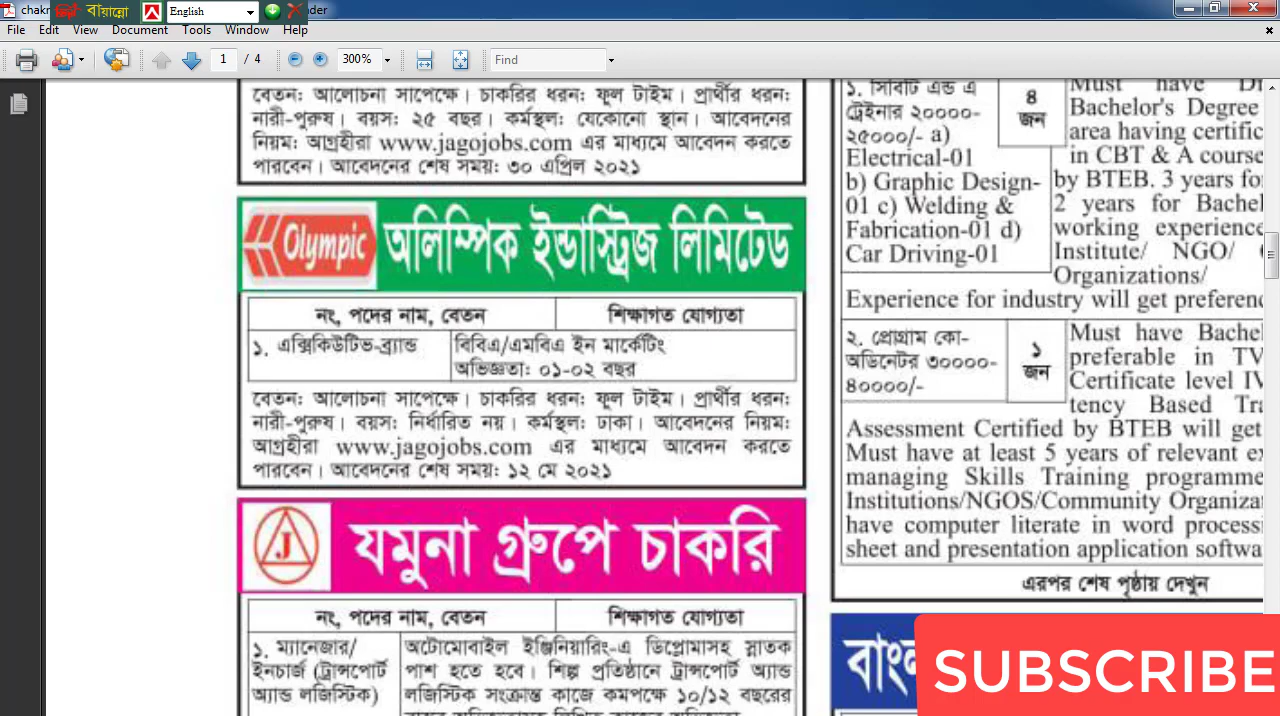 chakr
বায়ান্নো
English
der
File Edit View Document Tools Window Help
1 / 4 300% Find
বেতন: আলোচনা সাপেক্ষে। চাকরির ধরন: ফুল টাইম। প্রার্থীর ধরন:
নারী-পুরুষ। বয়স: ২৫ বছর। কর্মস্থল: যেকোনো স্থান। আবেদনের
নিয়ম: আগ্রহীরা www.jagojobs.com এর মাধ্যমে আবেদন করতে
পারবেন। আবেদনের শেষ সময়: ৩০ এপ্রিল ২০২১
Olympic অলিম্পিক ইন্ডাস্ট্রিজ লিমিটেড
নং, পদের নাম, বেতন শিক্ষাগত যোগ্যতা
১. এক্সিকিউটিভ-ব্র্যান্ড বিবিএ/এমবিএ ইন মার্কেটিং
অভিজ্ঞতা: ০১-০২ বছর
বেতন: আলোচনা সাপেক্ষে। চাকরির ধরন: ফুল টাইম। প্রার্থীর ধরন:
নারী-পুরুষ। বয়স: নির্ধারিত নয়। কর্মস্থল: ঢাকা। আবেদনের নিয়ম:
আগ্রহীরা www.jagojobs.com এর মাধ্যমে আবেদন করতে
পারবেন। আবেদনের শেষ সময়: ১২ মে ২০২১
J যমুনা গ্রুপে চাকরি
নং, পদের নাম, বেতন শিক্ষাগত যোগ্যতা
১. ম্যানেজার/
ইনচার্জ (ট্রান্সপোর্ট
অ্যান্ড লজিস্টিক)
অটোমোবাইল ইঞ্জিনিয়ারিং-এ ডিপ্লোমাসহ স্নাতক
পাশ হতে হবে। শিল্প প্রতিষ্ঠানে ট্রান্সপোর্ট অ্যান্ড
লজিস্টিক সংক্রান্ত কাজে কমপক্ষে ১০/১২ বছরের
১. সিবিটি এন্ড এ
ট্রেইনার ২০০০০-
২৫০০০/- a)
Electrical-01
b) Graphic Design-
01 c) Welding &
Fabrication-01 d)
Car Driving-01
৪
জন
Must have Di
Bachelor's Degree
area having certific
in CBT & A course
by BTEB. 3 years fo
2 years for Bachel
working experience
Institute/ NGO/
Organizations/
Experience for industry will get preferenc
২. প্রোগ্রাম কো-
অডিনেটর ৩০০০০-
৪০০০০/-
১
জন
Must have Bache
preferable in TV
Certificate level IV
tency Based Tra
Assessment Certified by BTEB will get
Must have at least 5 years of relevant ex
managing Skills Training programme
Institutions/NGOS/Community Organiza
have computer literate in word process
sheet and presentation application softwa
এরপর শেষ পৃষ্ঠায় দেখুন
বাংল
SUBSCRIBE